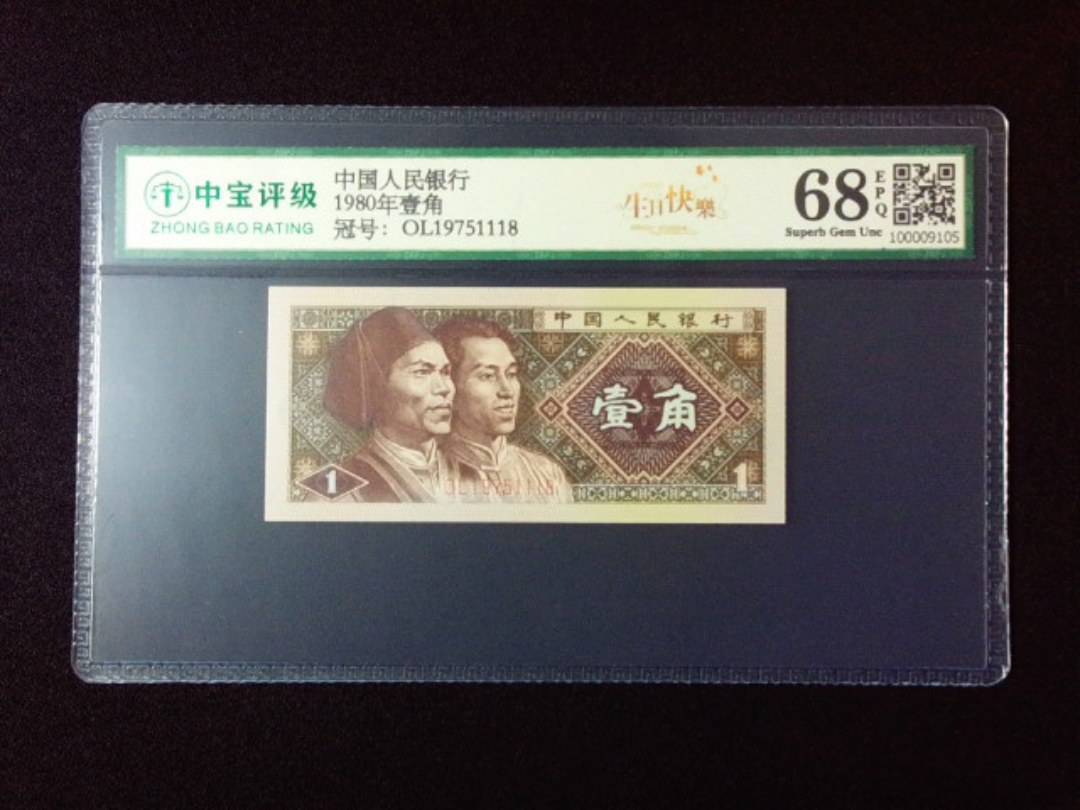 中宝评级
ZHONG BAO RATING
中国人民银行
1980年壹角
冠号：OL19751118
生日快樂
68
EPQ
Superb Gem Unc
100009105
中国人民银行
壹角
1
1